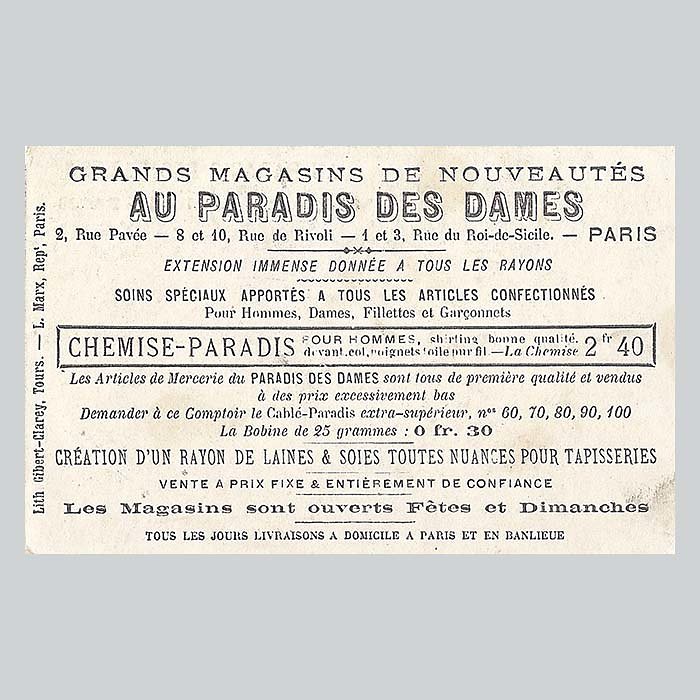 GRANDS MAGASINS DE NOUVEAUTÉS
AU PARADIS DES DAMES
2, Rue Pavée — 8 et 10, Rue de Rivoli — 1 et 3, Rue du Roi-de-Sicile. — PARIS
EXTENSION IMMENSE DONNÉE A TOUS LES RAYONS
SOINS SPÉCIAUX APPORTÉS A TOUS LES ARTICLES CONFECTIONNÉS
Pour Hommes, Dames, Fillettes et Garçonnets
CHEMISE-PARADIS POUR HOMMES, shirting bonne qualité. devant, col, poignets toile pur fil — La Chemise 2 fr 40
Les Articles de Mercerie du PARADIS DES DAMES sont tous de première qualité et vendus
à des prix excessivement bas
Demander à ce Comptoir le Cablé-Paradis extra-supérieur, nos 60, 70, 80, 90, 100
La Bobine de 25 grammes : 0 fr. 30
CRÉATION D'UN RAYON DE LAINES & SOIES TOUTES NUANCES POUR TAPISSERIES
VENTE A PRIX FIXE & ENTIÈREMENT DE CONFIANCE
Les Magasins sont ouverts Fêtes et Dimanches
TOUS LES JOURS LIVRAISONS A DOMICILE A PARIS ET EN BANLIEUE
Lith Gibert-Clarey, Tours. — L. Marx, Rept, Paris.